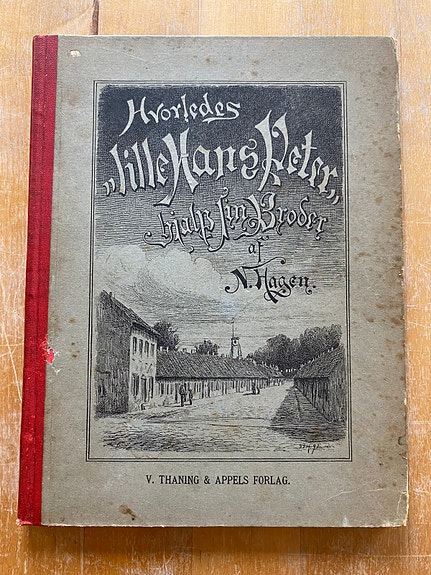 Hvorledes
„lille Hans Peter„
hjalp sin Broder
af
N. Hagen.
V. THANING & APPELS FORLAG.